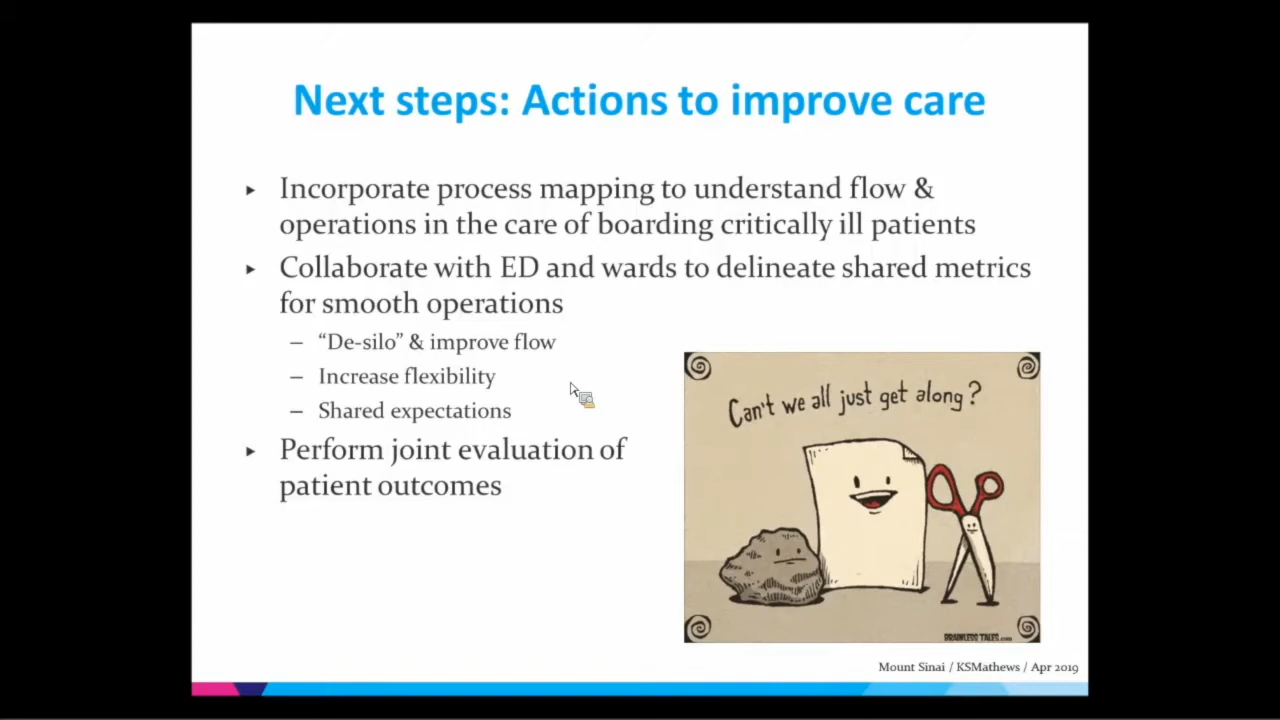 Next steps: Actions to improve care
Incorporate process mapping to understand flow &
operations in the care of boarding critically ill patients
Collaborate with ED and wards to delineate shared metrics
for smooth operations
– “De-silo” & improve flow
– Increase flexibility
– Shared expectations
Perform joint evaluation of
patient outcomes
Can't we all just get along?
BRAINLESS TALES.com
Mount Sinai / KSMathews / Apr 2019